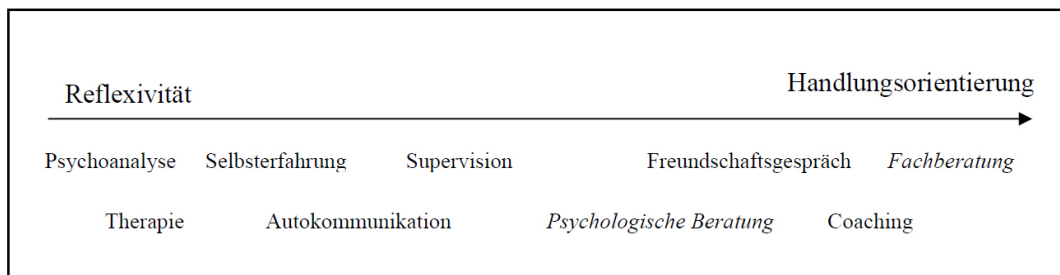 Reflexivität Handlungsorientierung
Psychoanalyse Selbsterfahrung Supervision Freundschaftsgespräch Fachberatung
Therapie Autokommunikation Psychologische Beratung Coaching